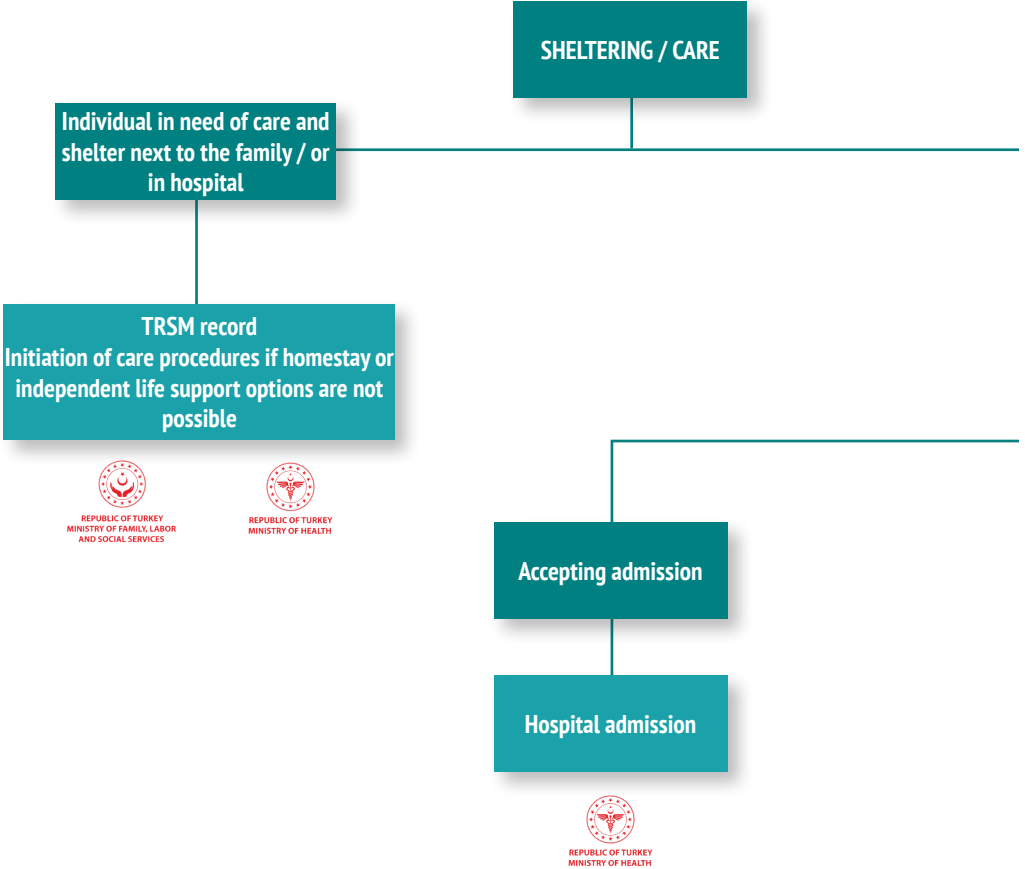 SHELTERING / CARE
Individual in need of care and
shelter next to the family / or
in hospital
TRSM record
Initiation of care procedures if homestay or
independent life support options are not
possible
REPUBLIC OF TURKEY
MINISTRY OF FAMILY, LABOR
AND SOCIAL SERVICES
REPUBLIC OF TURKEY
MINISTRY OF HEALTH
Accepting admission
Hospital admission
REPUBLIC OF TURKEY
MINISTRY OF HEALTH